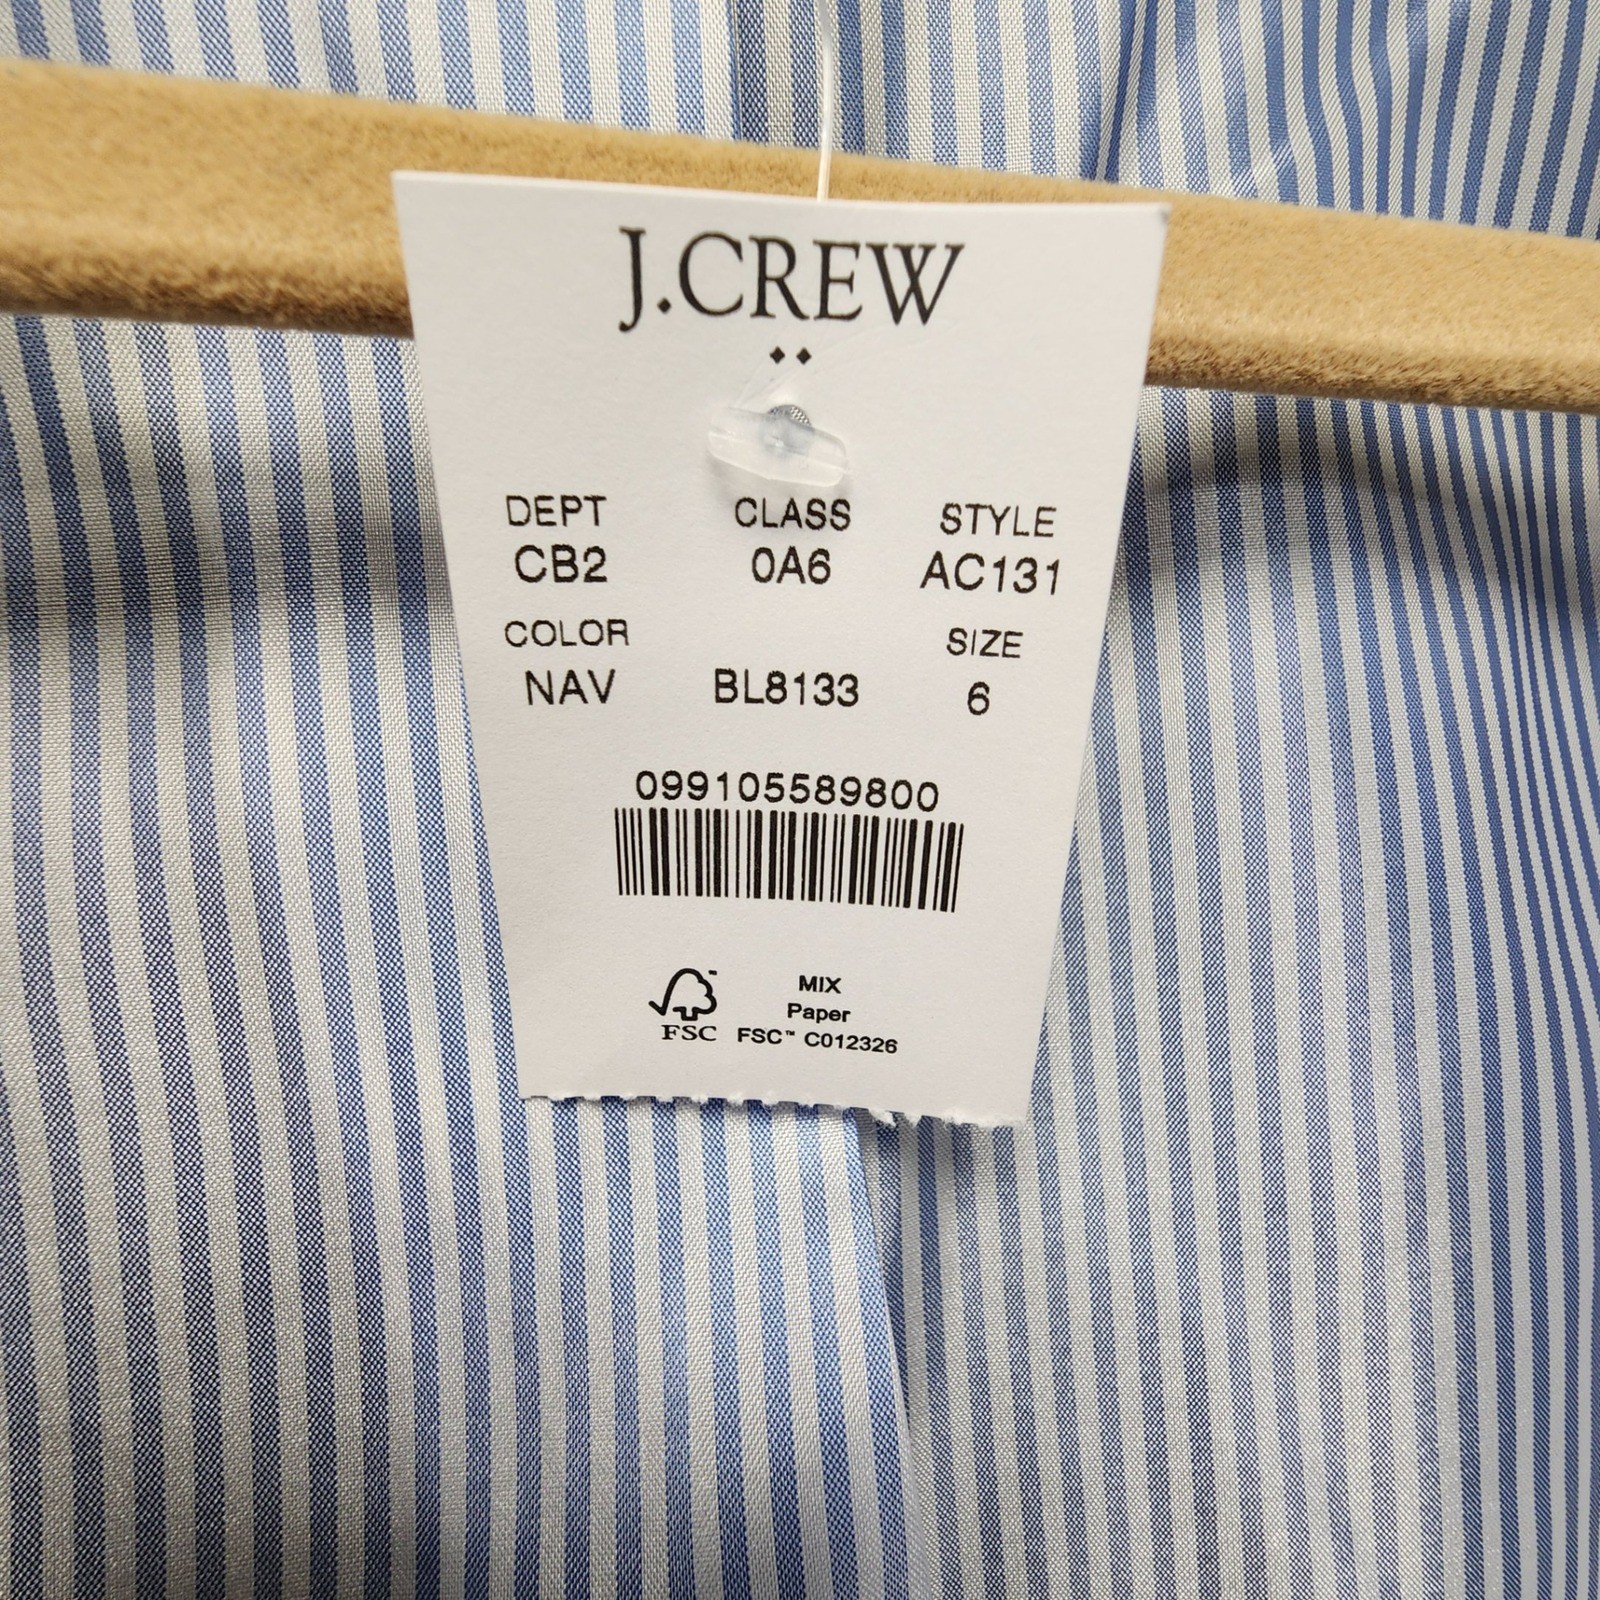 J.CREW
DEPT CLASS STYLE
CB2 0A6 AC131
COLOR SIZE
NAV BL8133 6
099105589800
MIX
Paper
FSC FSC™ C012326